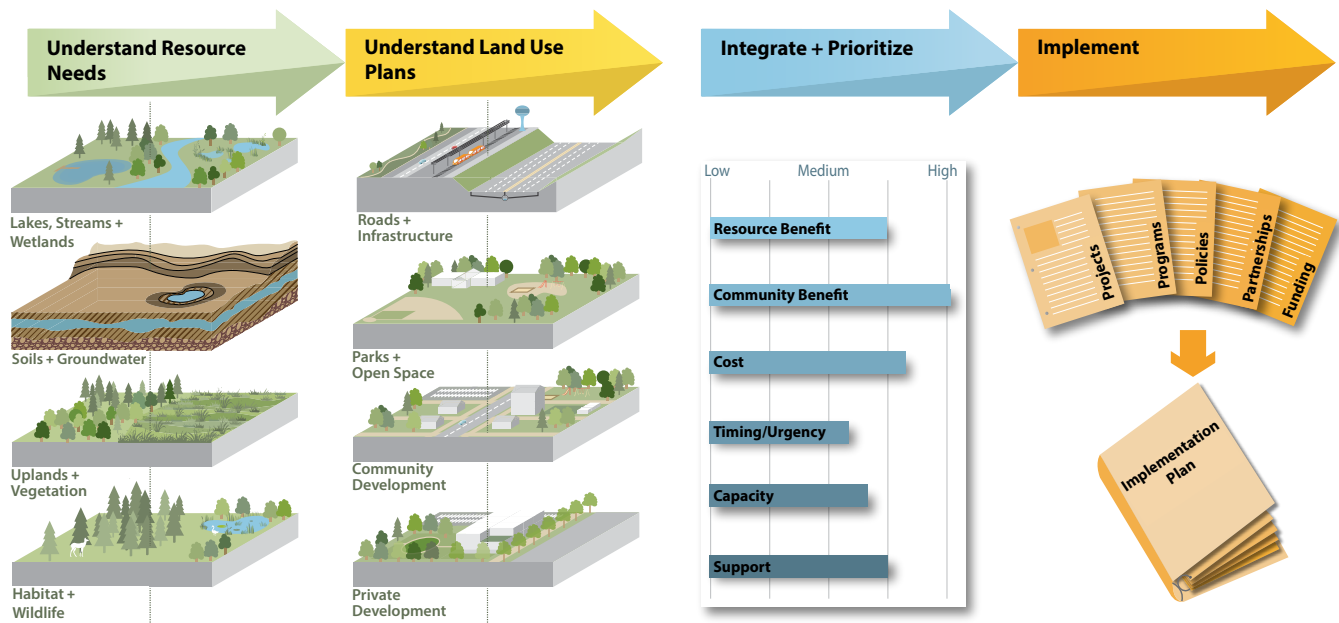 Understand Resource
Needs
Understand Land Use
Plans
Integrate + Prioritize
Implement
Lakes, Streams +
Wetlands
Soils + Groundwater
Uplands +
Vegetation
Habitat +
Wildlife
Roads +
Infrastructure
Parks +
Open Space
Community
Development
Private
Development
Low Medium High
Resource Benefit
Community Benefit
Cost
Timing/Urgency
Capacity
Support
Projects
Programs
Policies
Partnerships
Funding
Implementation
Plan